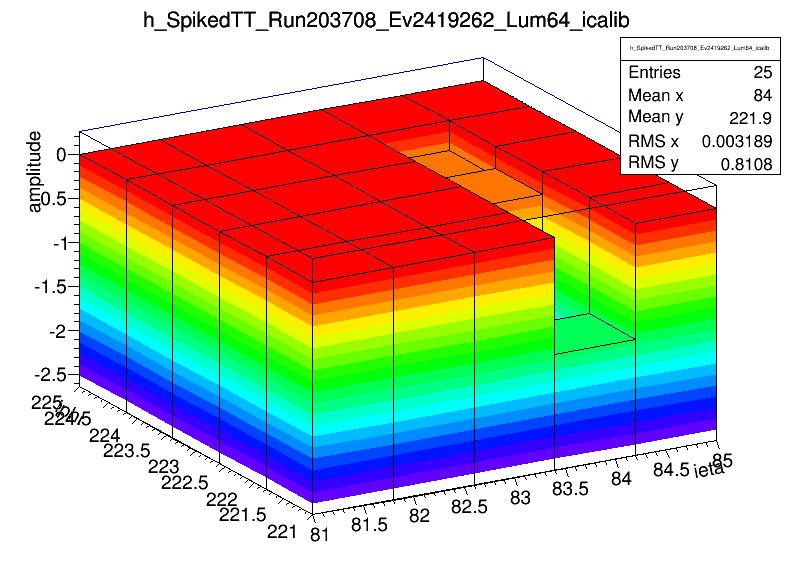 h_SpikedTT_Run203708_Ev2419262_Lum64_icalib
h_SpikedTT_Run203708_Ev2419262_Lum64_icalib
Entries 25
Mean x 84
Mean y 221.9
RMS x 0.003189
RMS y 0.8108
amplitude
0
-0.5
-1
-1.5
-2
-2.5
225
224.5
224
223.5
223
222.5
222
221.5
221
81
81.5
82
82.5
83
83.5
84
84.5
85
ieta